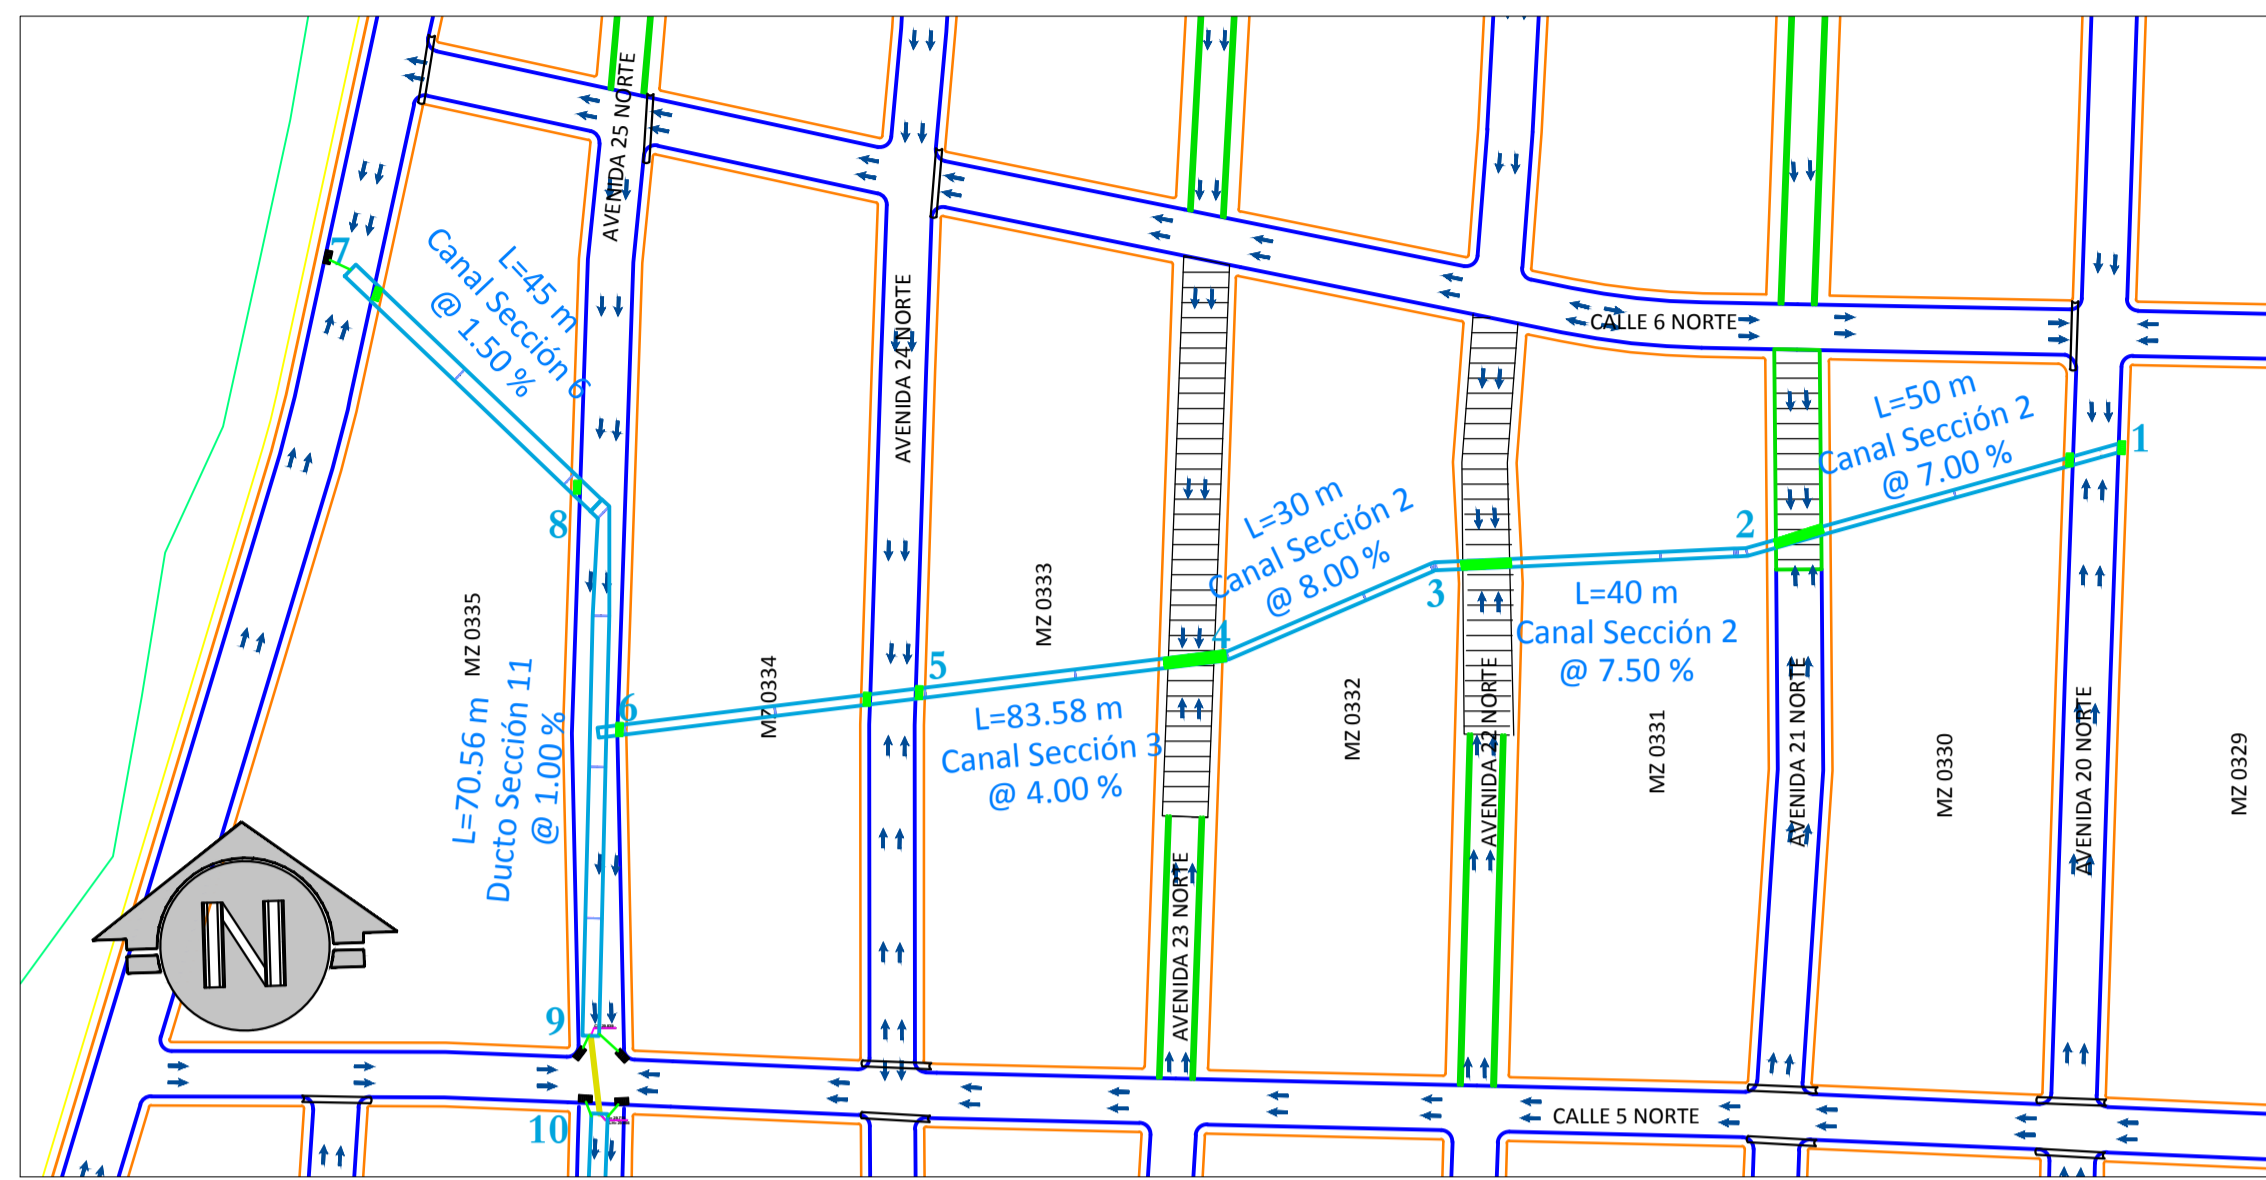 AVENIDA 25 NORTE
7
L=45 m
Canal Sección 6
@ 1.50 %
AVENIDA 24 NORTE
CALLE 6 NORTE
L=50 m
Canal Sección 2
@ 7.00 %
1
8
L=30 m
Canal Sección 2
@ 8.00 %
2
3
L=40 m
Canal Sección 2
@ 7.50 %
MZ 0335
MZ 0334
MZ 0333
MZ 0332
MZ 0331
MZ 0330
MZ 0329
4
5
6
L=83.58 m
Canal Sección 3
@ 4.00 %
L=70.56 m
Ducto Sección 11
@ 1.00 %
AVENIDA 23 NORTE
AVENIDA 22 NORTE
AVENIDA 21 NORTE
AVENIDA 20 NORTE
N
9
10
CALLE 5 NORTE